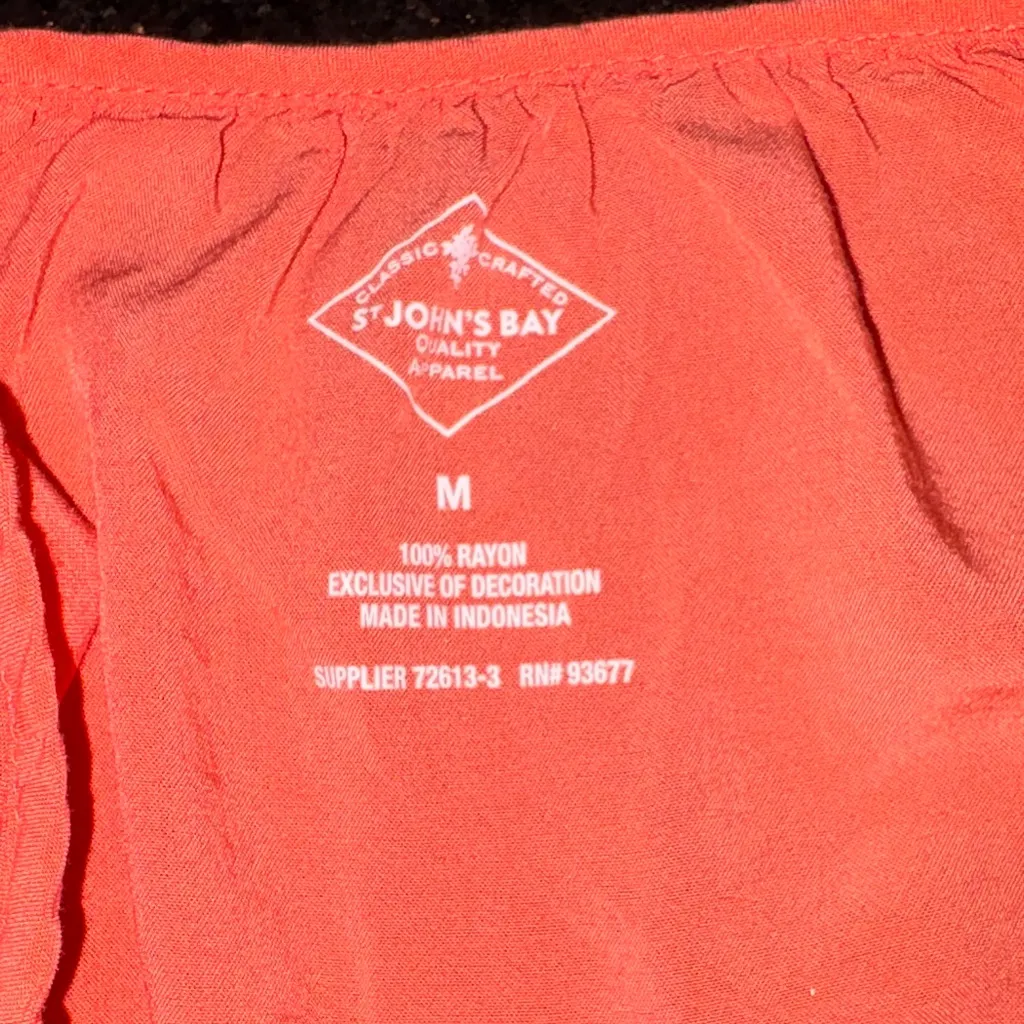 CLASSIC CRAFTED
ST JOHN'S BAY
QUALITY
APPAREL
M
100% RAYON
EXCLUSIVE OF DECORATION
MADE IN INDONESIA
SUPPLIER 72613-3 RN# 93677